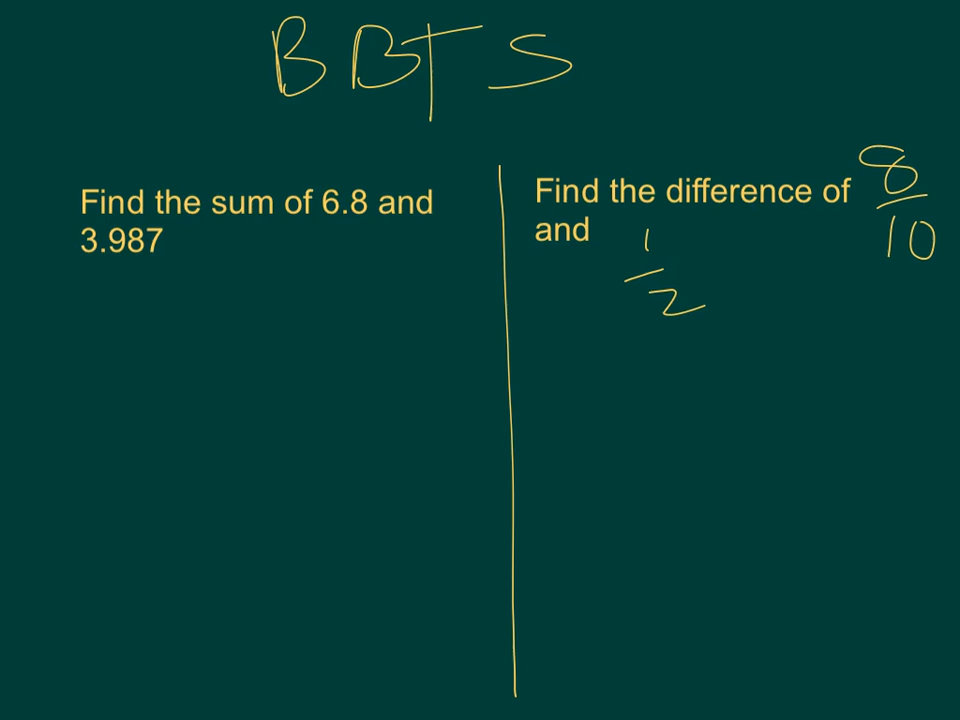 BBTS
Find the sum of 6.8 and
3.987
Find the difference of 8/10
and 1/2